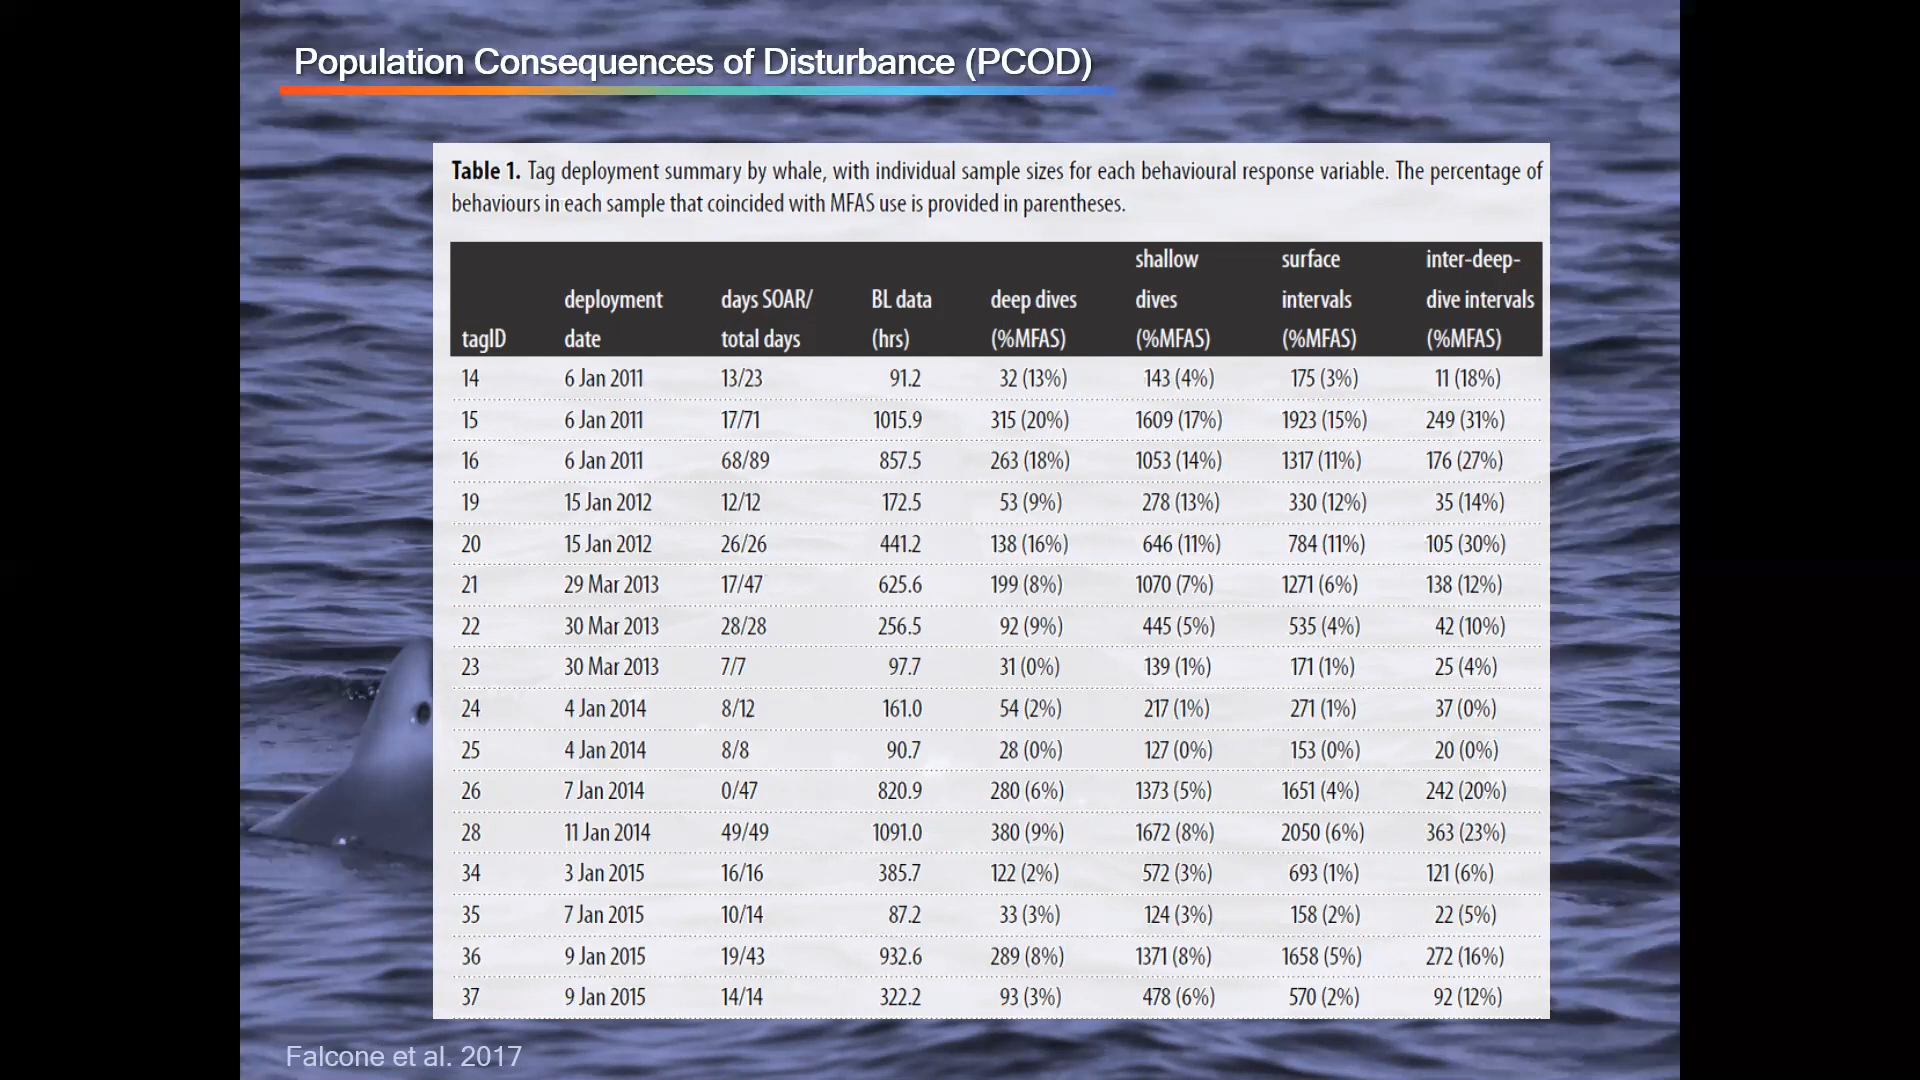 Population Consequences of Disturbance (PCOD)
Table 1. Tag deployment summary by whale, with individual sample sizes for each behavioural response variable. The percentage of
behaviours in each sample that coincided with MFAS use is provided in parentheses.
tagID deployment date days SOAR/ total days BL data (hrs) deep dives (%MFAS) shallow dives (%MFAS) surface intervals (%MFAS) inter-deep- dive intervals (%MFAS)
14 6 Jan 2011 13/23 91.2 32 (13%) 143 (4%) 175 (3%) 11 (18%)
15 6 Jan 2011 17/71 1015.9 315 (20%) 1609 (17%) 1923 (15%) 249 (31%)
16 6 Jan 2011 68/89 857.5 263 (18%) 1053 (14%) 1317 (11%) 176 (27%)
19 15 Jan 2012 12/12 172.5 53 (9%) 278 (13%) 330 (12%) 35 (14%)
20 15 Jan 2012 26/26 441.2 138 (16%) 646 (11%) 784 (11%) 105 (30%)
21 29 Mar 2013 17/47 625.6 199 (8%) 1070 (7%) 1271 (6%) 138 (12%)
22 30 Mar 2013 28/28 256.5 92 (9%) 445 (5%) 535 (4%) 42 (10%)
23 30 Mar 2013 7/7 97.7 31 (0%) 139 (1%) 171 (1%) 25 (4%)
24 4 Jan 2014 8/12 161.0 54 (2%) 217 (1%) 271 (1%) 37 (0%)
25 4 Jan 2014 8/8 90.7 28 (0%) 127 (0%) 153 (0%) 20 (0%)
26 7 Jan 2014 0/47 820.9 280 (6%) 1373 (5%) 1651 (4%) 242 (20%)
28 11 Jan 2014 49/49 1091.0 380 (9%) 1672 (8%) 2050 (6%) 363 (23%)
34 3 Jan 2015 16/16 385.7 122 (2%) 572 (3%) 693 (1%) 121 (6%)
35 7 Jan 2015 10/14 87.2 33 (3%) 124 (3%) 158 (2%) 22 (5%)
36 9 Jan 2015 19/43 932.6 289 (8%) 1371 (8%) 1658 (5%) 272 (16%)
37 9 Jan 2015 14/14 322.2 93 (3%) 478 (6%) 570 (2%) 92 (12%)
Falcone et al. 2017